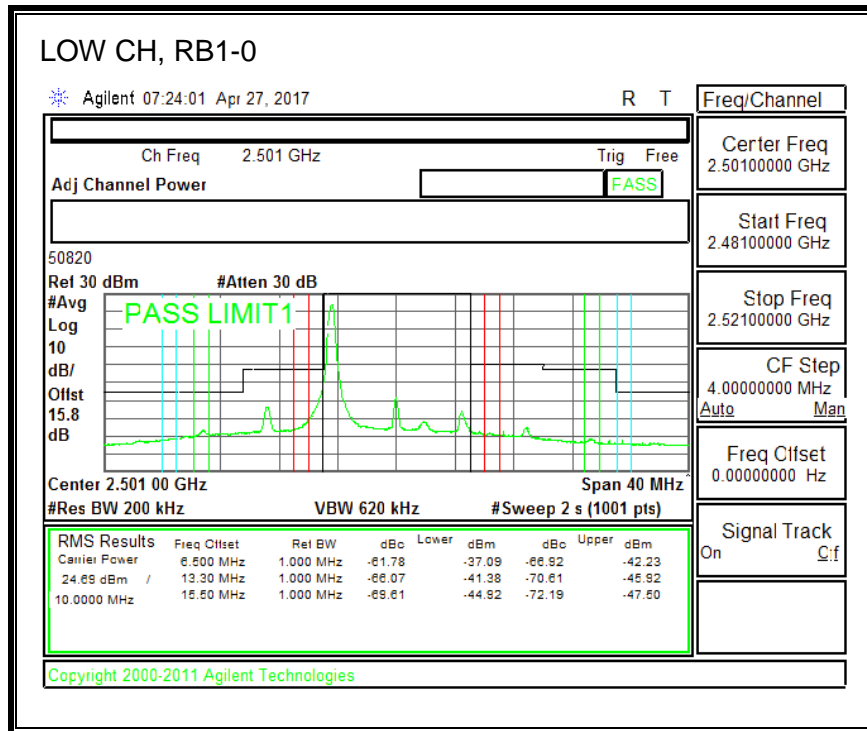 LOW CH, RB1-0
Agilent 07:24:01 Apr 27, 2017 R T
Freq/Channel
Ch Freq 2.501 GHz Trig Free
Adj Channel Power PASS
Center Freq
2.50100000 GHz
Start Freq
2.48100000 GHz
Stop Freq
2.52100000 GHz
CF Step
4.00000000 MHz
Auto Man
Freq Offset
0.00000000 Hz
Signal Track
On Off
50820
Ref 30 dBm #Atten 30 dB
#Avg
Log
10
dB/
Offst
15.8
dB
PASS LIMIT1
Center 2.501 00 GHz Span 40 MHz
#Res BW 200 kHz VBW 620 kHz #Sweep 2 s (1001 pts)
RMS Results Freq Offset Ref BW dBc Lower dBm dBc Upper dBm
Carrier Power 6.500 MHz 1.000 MHz -61.78 -37.09 -66.92 -42.23
24.69 dBm / 13.30 MHz 1.000 MHz -66.07 -41.38 -70.61 -45.92
10.0000 MHz 15.50 MHz 1.000 MHz -69.61 -44.92 -72.19 -47.50
Copyright 2000-2011 Agilent Technologies